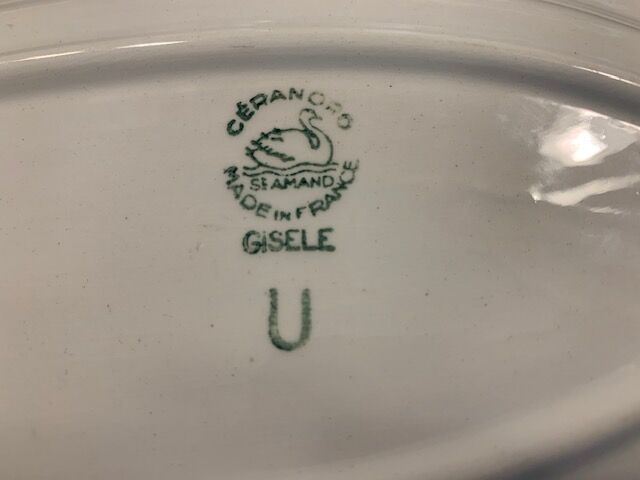 CÉRANORD
St AMAND
MADE IN FRANCE
GISELE
U